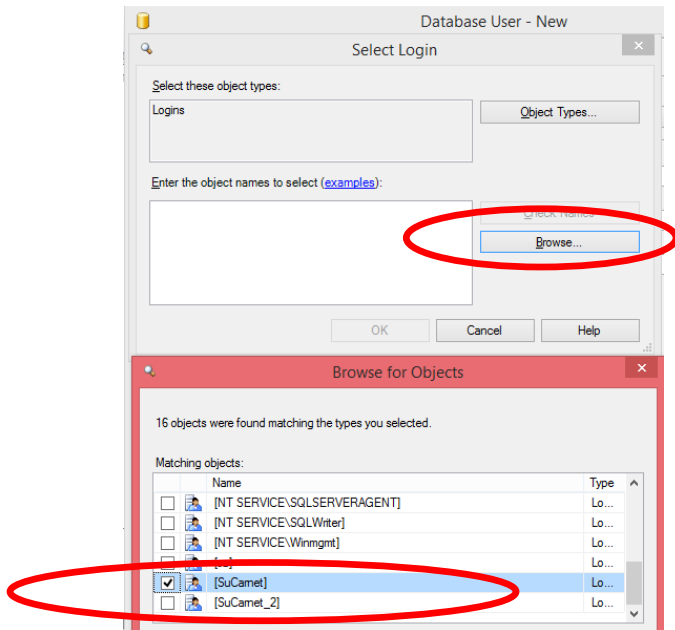 Database User - New
Select Login
Select these object types:
Logins
Object Types...
Enter the object names to select (examples):
Check Names
Browse...
OK
Cancel
Help
Browse for Objects
16 objects were found matching the types you selected.
Matching objects:
Name Type
[NT SERVICE\SQLSERVERAGENT] Lo...
[NT SERVICE\SQLWriter] Lo...
[NT SERVICE\Winmgmt] Lo...
Lo...
[SuCarnet] Lo...
[SuCarnet_2] Lo...